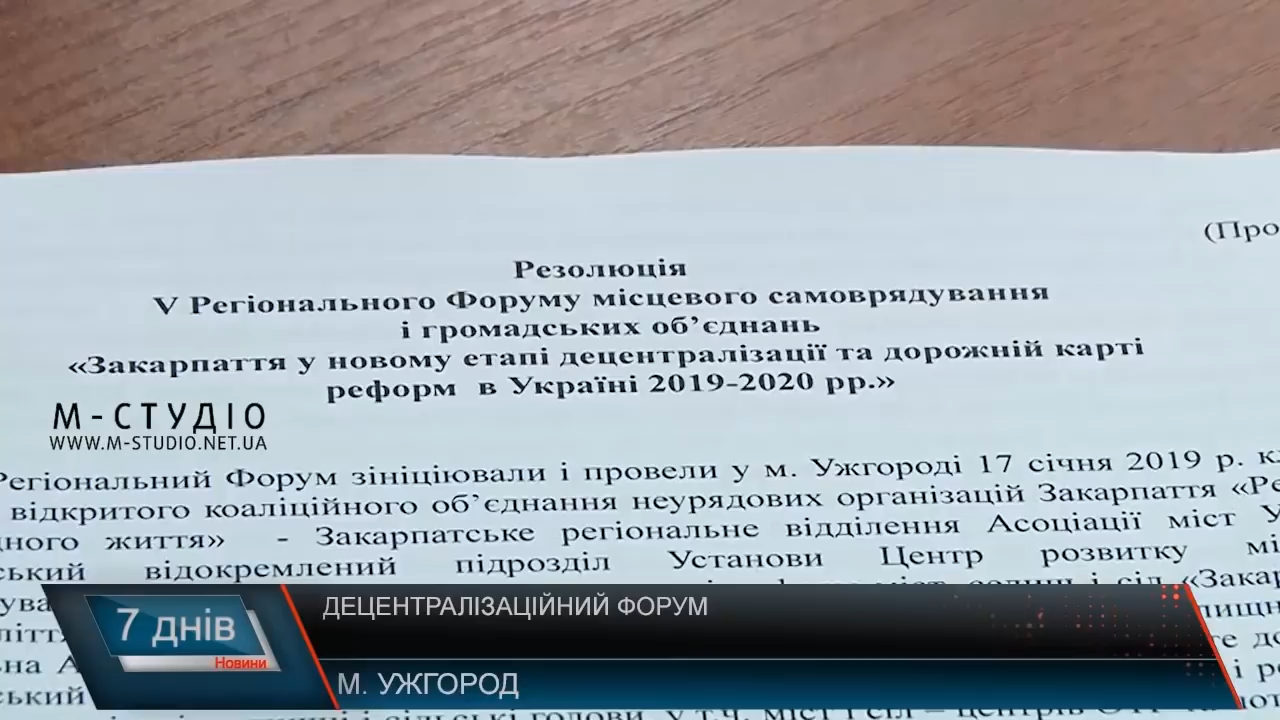 (Про
Резолюція
V Регіонального Форуму місцевого самоврядування
і громадських об’єднань
«Закарпаття у новому етапі децентралізації та дорожній карті
реформ в Україні 2019-2020 рр.»
М-СТУДІО
WWW.M-STUDIO.NET.UA
Регіональний Форум зініціювали і провели у м. Ужгороді 17 січня 2019 р. кл
відкритого коаліційного об’єднання неурядових організацій Закарпаття «Ре
дного життя» - Закарпатське регіональне відділення Асоціації міст У
ський відокремлений підрозділ Установи Центр розвитку мі
7 днів
Новини
ДЕЦЕНТРАЛІЗАЦІЙНИЙ ФОРУМ
М. УЖГОРОД